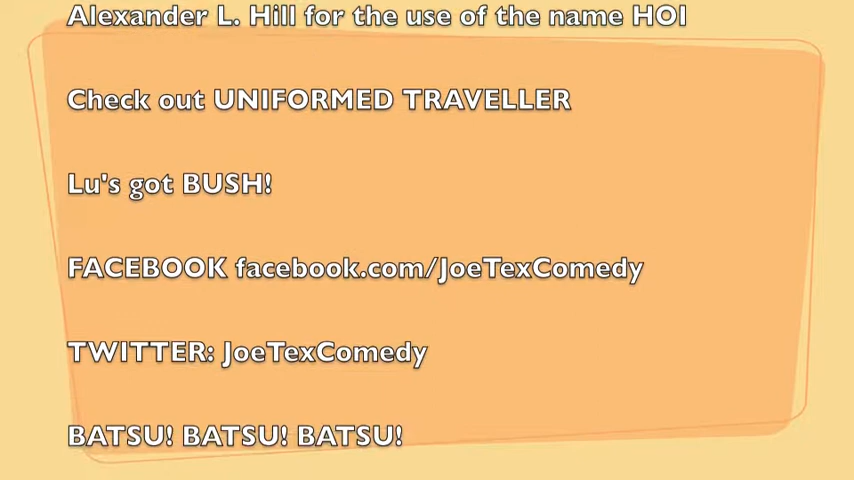 Alexander L. Hill for the use of the name HOI
Check out UNIFORMED TRAVELLER
Lu's got BUSH!
FACEBOOK facebook.com/JoeTexComedy
TWITTER: JoeTexComedy
BATSU! BATSU! BATSU!